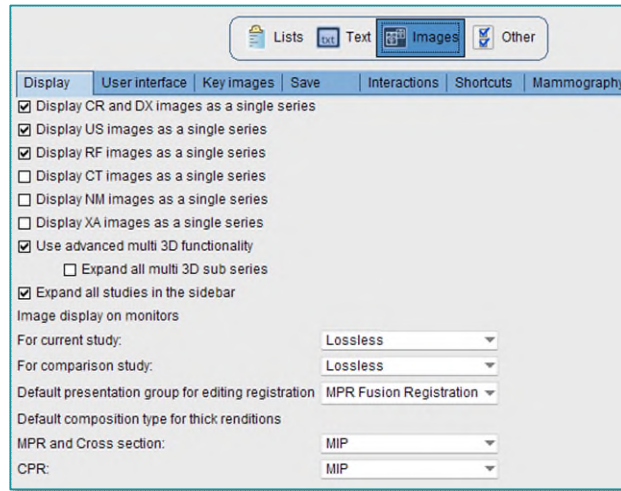 Lists txt Text Images Other
Display User interface Key images Save Interactions Shortcuts Mammography
Display CR and DX images as a single series
Display US images as a single series
Display RF images as a single series
Display CT images as a single series
Display NM images as a single series
Display XA images as a single series
Use advanced multi 3D functionality
Expand all multi 3D sub series
Expand all studies in the sidebar
Image display on monitors
For current study: Lossless
For comparison study: Lossless
Default presentation group for editing registration MPR Fusion Registration
Default composition type for thick renditions
MPR and Cross section: MIP
CPR: MIP